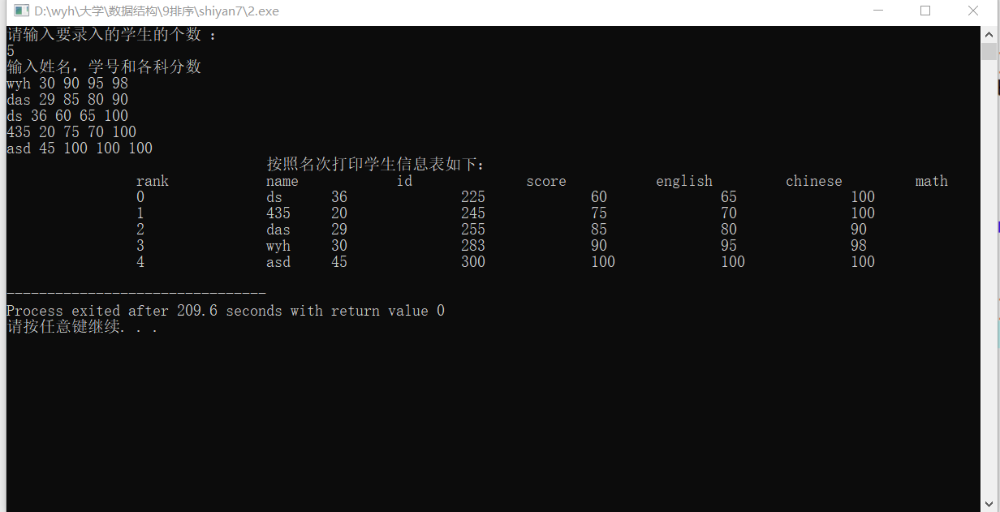 D:\wyh\大学\数据结构\9排序\shiyan7\2.exe
请输入要录入的学生的个数 :
5
输入姓名，学号和各科分数
wyh 30 90 95 98
das 29 85 80 90
ds 36 60 65 100
435 20 75 70 100
asd 45 100 100 100
按照名次打印学生信息表如下:
rank name id score english chinese math
0 ds 36 225 60 65 100
1 435 20 245 75 70 100
2 das 29 255 85 80 90
3 wyh 30 283 90 95 98
4 asd 45 300 100 100 100
--------------------------------
Process exited after 209.6 seconds with return value 0
请按任意键继续. . .